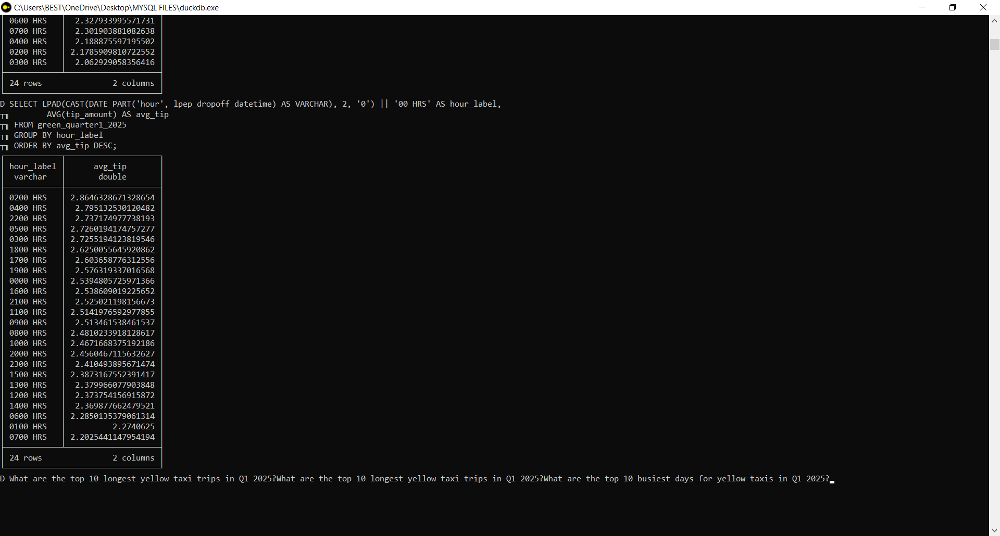 C:\Users\BEST\OneDrive\Desktop\MYSQL FILES\duckdb.exe
0600 HRS 2.327933995571731
0700 HRS 2.301903881082638
0400 HRS 2.188875597195502
0200 HRS 2.1785909810722552
0300 HRS 2.062929058356416
24 rows 2 columns
D SELECT LPAD(CAST(DATE_PART('hour', lpep_dropoff_datetime) AS VARCHAR), 2, '0') || '00 HRS' AS hour_label,
AVG(tip_amount) AS avg_tip
FROM green_quarter1_2025
GROUP BY hour_label
ORDER BY avg_tip DESC;
hour_label avg_tip
varchar double
0200 HRS 2.8646328671328654
0400 HRS 2.795132530120482
2200 HRS 2.737174977738193
0500 HRS 2.7260194174757277
0300 HRS 2.7255194123819546
1800 HRS 2.6250055645920862
1700 HRS 2.603658776312556
1900 HRS 2.576319337016568
0000 HRS 2.5394805725971366
1600 HRS 2.538609019225652
2100 HRS 2.525021198156673
1100 HRS 2.5141976592977855
0900 HRS 2.513461538461537
0800 HRS 2.4810233918128617
1000 HRS 2.4671668375192186
2000 HRS 2.4560467115632627
2300 HRS 2.410493895671474
1500 HRS 2.3873167552391417
1300 HRS 2.379966077903848
1200 HRS 2.373754156915872
1400 HRS 2.369877662479521
0600 HRS 2.2850135379061314
0100 HRS 2.2740625
0700 HRS 2.2025441147954194
24 rows 2 columns
D What are the top 10 longest yellow taxi trips in Q1 2025?What are the top 10 longest yellow taxi trips in Q1 2025?What are the top 10 busiest days for yellow taxis in Q1 2025?